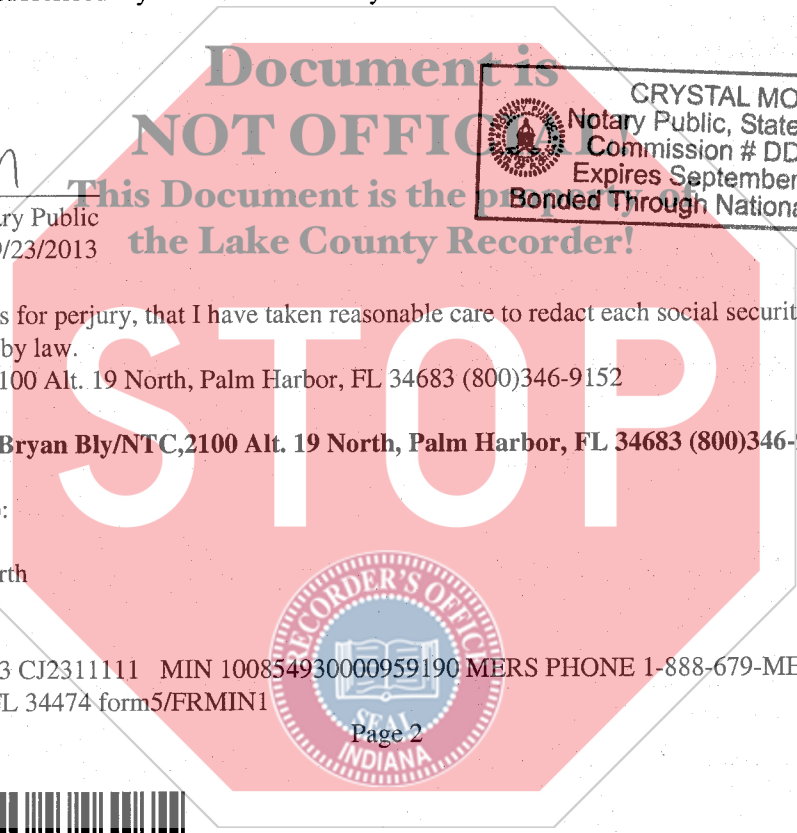 Document is
NOT OFFICIAL!
This Document is the property of
the Lake County Recorder!
CRYSTAL MO
Notary Public, State
Commission # DD
Expires September
Bonded Through Nationa
ry Public
/23/2013
s for perjury, that I have taken reasonable care to redact each social securit
by law.
100 Alt. 19 North, Palm Harbor, FL 34683 (800)346-9152
Bryan Bly/NTC,2100 Alt. 19 North, Palm Harbor, FL 34683 (800)346-
:
rth
STOP
3 CJ2311111 MIN 100854930000959190 MERS PHONE 1-888-679-ME
FL 34474 form5/FRMIN1
RECORDER'S OFFICE
SEAL
INDIANA
Page 2